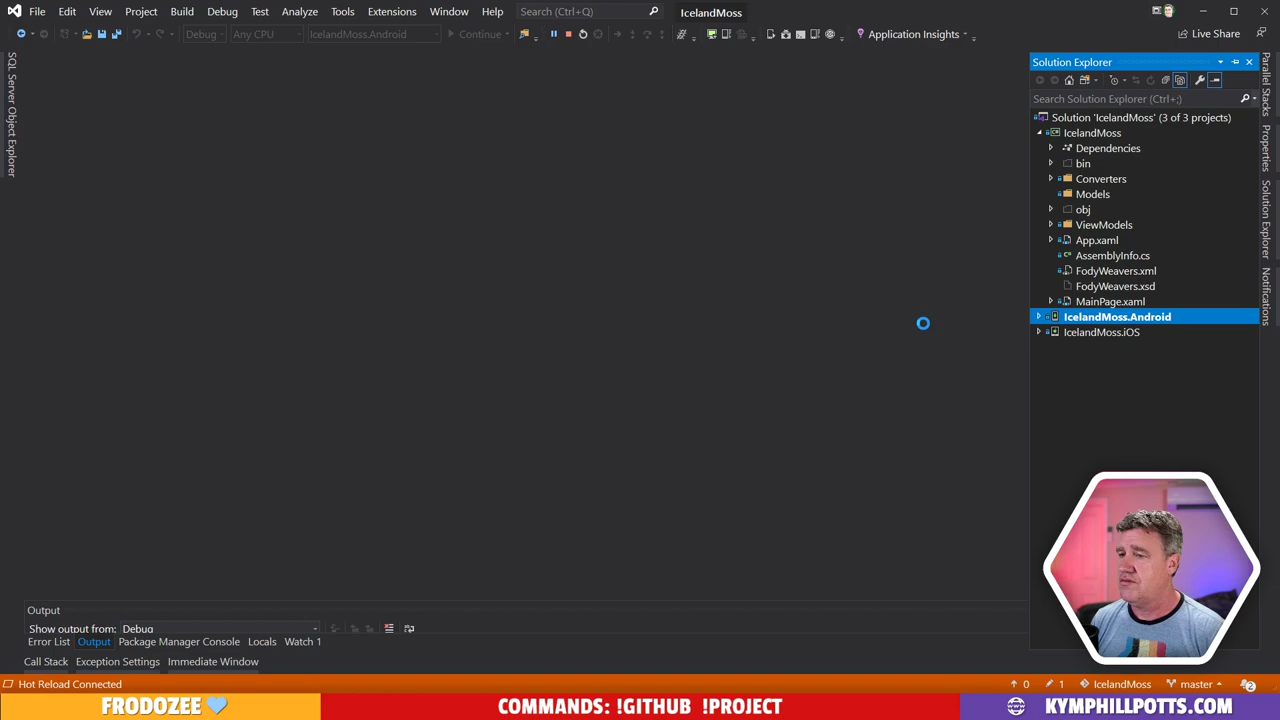 File Edit View Project Build Debug Test Analyze Tools Extensions Window Help Search (Ctrl+Q) IcelandMoss
Debug Any CPU IcelandMoss.Android Continue Application Insights Live Share
SQL Server Object Explorer
Solution Explorer
Search Solution Explorer (Ctrl+;)
Solution 'IcelandMoss' (3 of 3 projects)
IcelandMoss
Dependencies
bin
Converters
Models
obj
ViewModels
App.xaml
AssemblyInfo.cs
FodyWeavers.xml
FodyWeavers.xsd
MainPage.xaml
IcelandMoss.Android
IcelandMoss.iOS
Parallel Stacks
Properties
Solution Explorer
Notifications
Output
Show output from: Debug
Error List Output Package Manager Console Locals Watch 1
Call Stack Exception Settings Immediate Window
Hot Reload Connected 0 1 IcelandMoss master 2
FRODOZEE COMMANDS: !GITHUB !PROJECT KYMPHILLPOTTS.COM